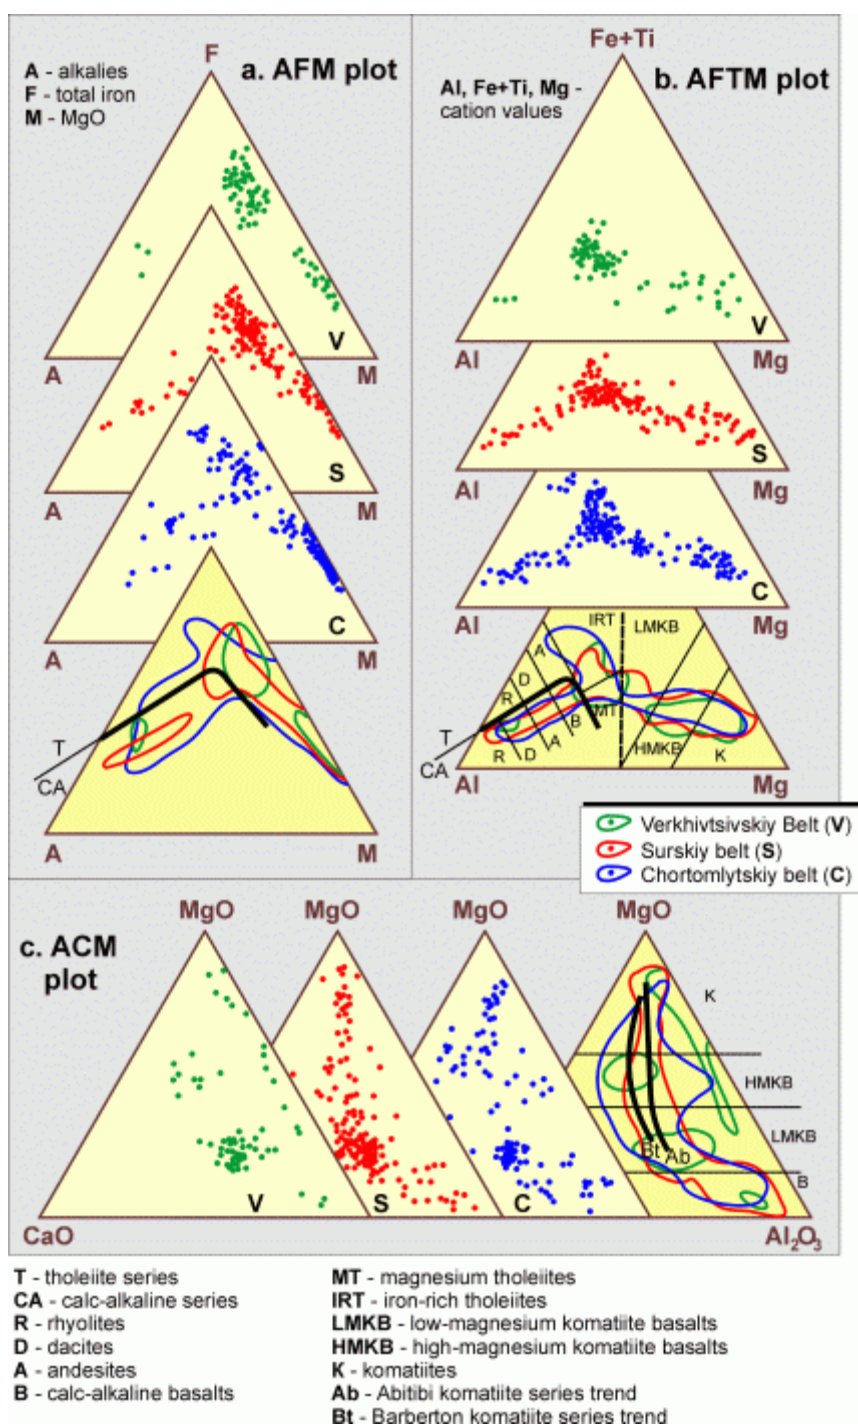 F
a. AFM plot
A - alkalies
F - total iron
M - MgO
V
A M
S
A M
C
A M
T
CA
A M
Fe+Ti
b. AFTM plot
Al, Fe+Ti, Mg -
cation values
V
Al Mg
S
Al Mg
C
Al Mg
IRT LMKB
A
D
R
T
CA
R D A B MT HMKB K
Al Mg
Verkhivtsivskiy Belt (V)
Surskiy belt (S)
Chortomlytskiy belt (C)
c. ACM
plot
MgO MgO MgO MgO
K
HMKB
LMKB
B
Bt Ab
V S C
CaO Al2O3
T - tholeiite series
CA - calc-alkaline series
R - rhyolites
D - dacites
A - andesites
B - calc-alkaline basalts
MT - magnesium tholeiites
IRT - iron-rich tholeiites
LMKB - low-magnesium komatiite basalts
HMKB - high-magnesium komatiite basalts
K - komatiites
Ab - Abitibi komatiite series trend
Bt - Barberton komatiite series trend